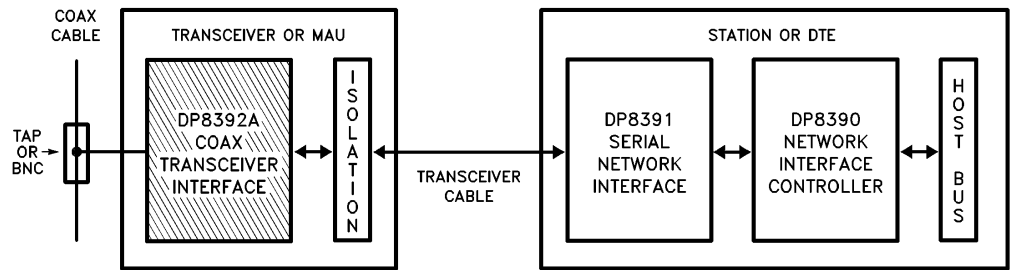 COAX
CABLE
TRANSCEIVER OR MAU
STATION OR DTE
TAP
OR
BNC
DP8392A
COAX
TRANSCEIVER
INTERFACE
ISOLATION
TRANSCEIVER
CABLE
DP8391
SERIAL
NETWORK
INTERFACE
DP8390
NETWORK
INTERFACE
CONTROLLER
HOST BUS